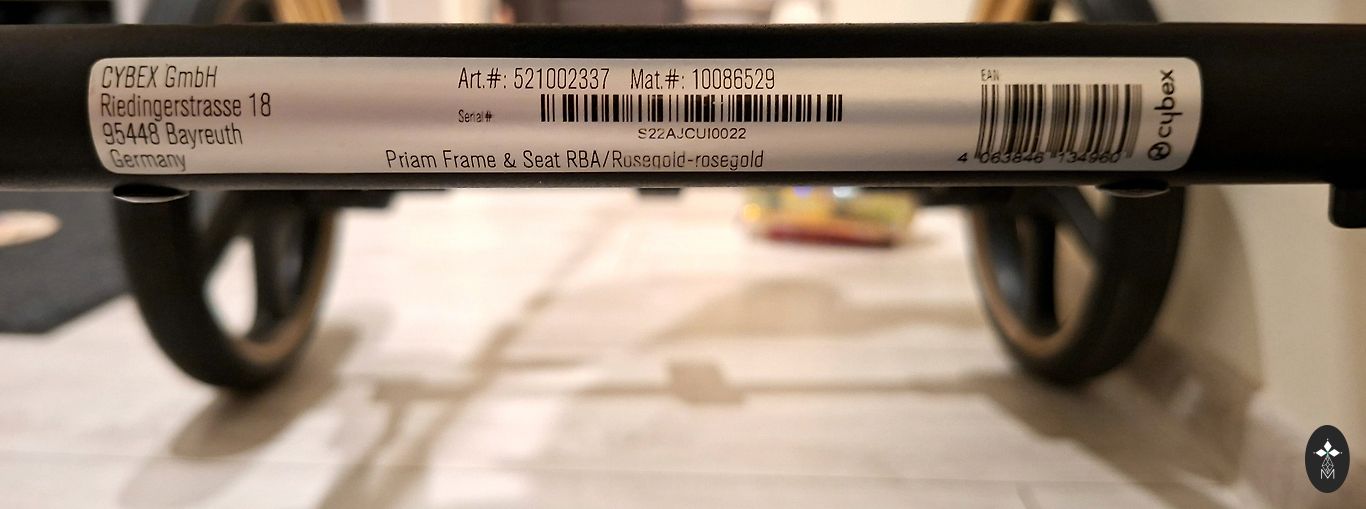 CYBEX GmbH
Riedingerstrasse 18
95448 Bayreuth
Germany
Art.#: 521002337 Mat.#: 10086529
Serial#
S22AJCUI0022
Priam Frame & Seat RBA/Rosegold-rosegold
EAN
4 063846 134960
cybex
M